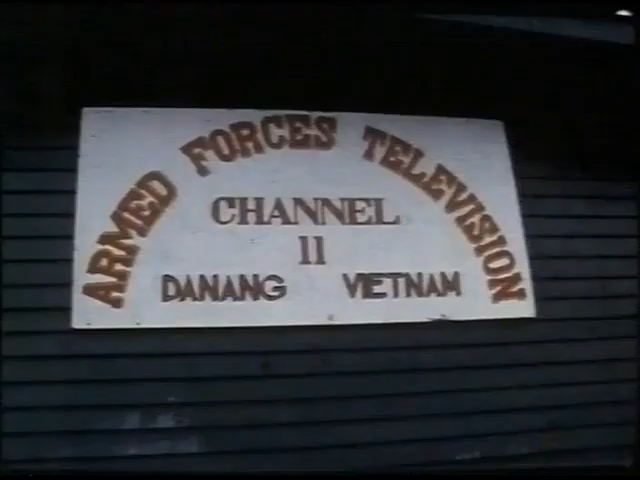 ARMED FORCES TELEVISION
CHANNEL
11
DANANG VIETNAM